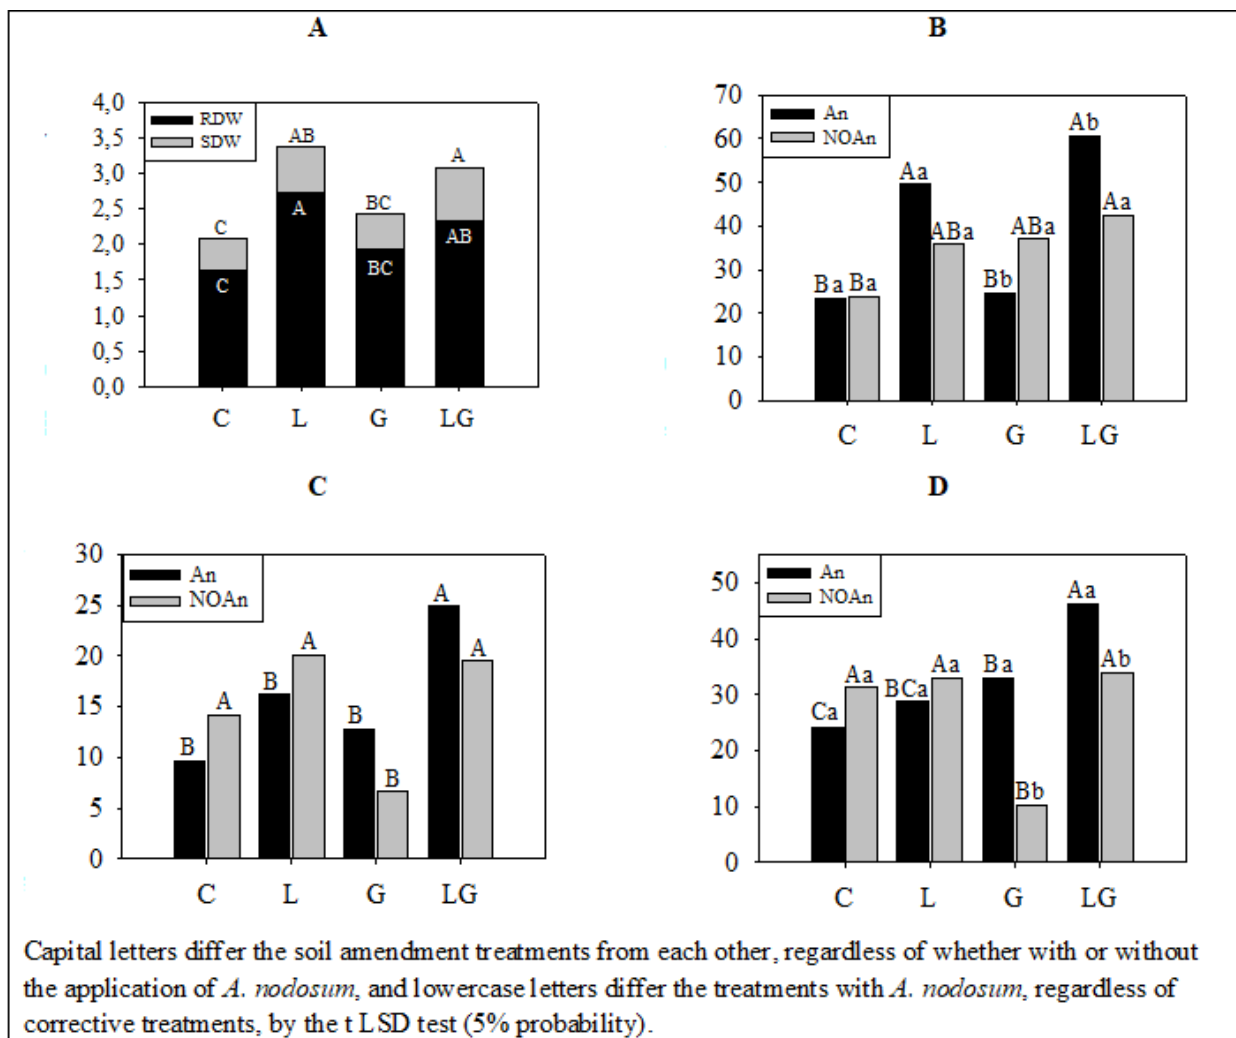 A
4,0
3,5
3,0
2,5
2,0
1,5
1,0
0,5
0,0
RDW
SDW
C
C
AB
A
BC
BC
A
AB
C L G LG
B
70
60
50
40
30
20
10
0
An
NOAn
Ba Ba
Aa ABa
Bb ABa
Ab Aa
C L G LG
C
30
25
20
15
10
5
0
An
NOAn
B A
B A
B B
A A
C L G LG
D
50
40
30
20
10
0
An
NOAn
Ca Aa
BCa Aa
Ba Bb
Aa Ab
C L G LG
Capital letters differ the soil amendment treatments from each other, regardless of whether with or without
the application of A. nodosum, and lowercase letters differ the treatments with A. nodosum, regardless of
corrective treatments, by the t LSD test (5% probability).